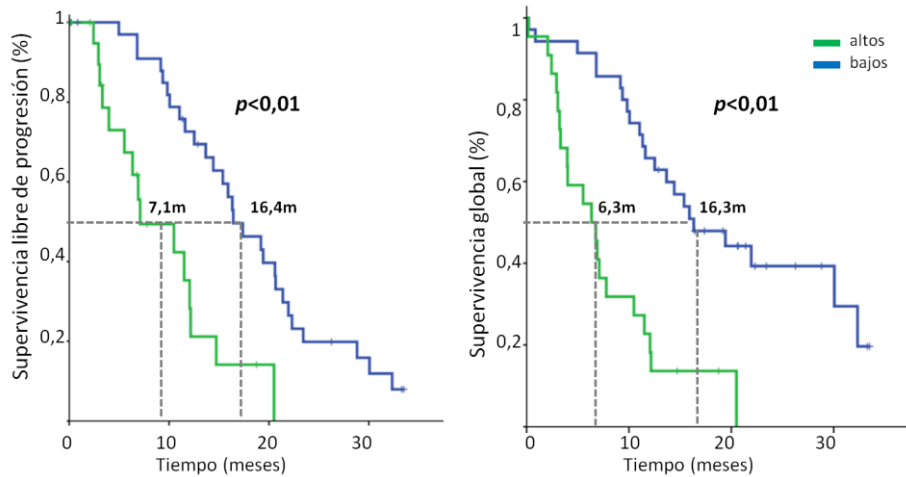 Supervivencia libre de progresión (%)
1
0,8
0,6
0,4
0,2
0
10
20
30
Tiempo (meses)
p<0,01
7,1m
16,4m
Supervivencia global (%)
1
0,8
0,6
0,4
0,2
0
10
20
30
Tiempo (meses)
p<0,01
6,3m
16,3m
altos
bajos